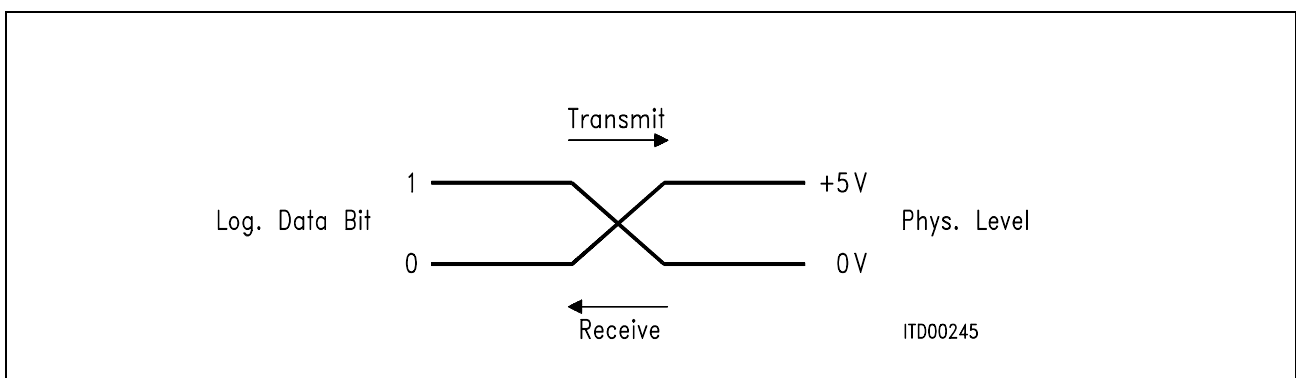 Transmit
1
+5V
Log. Data Bit
Phys. Level
0
0V
Receive
ITD00245